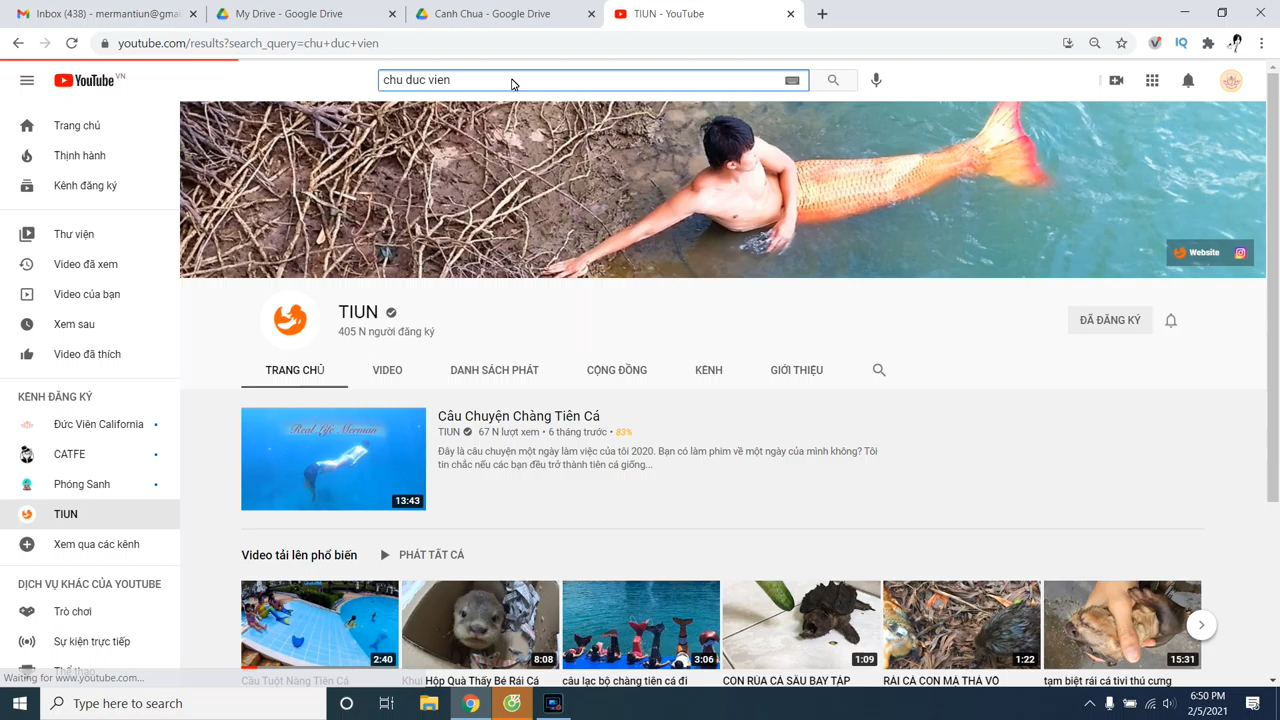 Inbox (438) - mermantiun@gmai
My Drive - Google Drive
Canh Chua - Google Drive
TIUN - YouTube
youtube.com/results?search_query=chu+duc+vien
YouTube VN
chu duc vien
Trang chủ
Thịnh hành
Kênh đăng ký
Thư viện
Video đã xem
Video của bạn
Xem sau
Video đã thích
KÊNH ĐĂNG KÝ
Đức Viên California
CATFE
Phóng Sanh
TIUN
Xem qua các kênh
DỊCH VỤ KHÁC CỦA YOUTUBE
Trò chơi
Sự kiện trực tiếp
Thể thao
Website
TIUN
405 N người đăng ký
ĐÃ ĐĂNG KÝ
TRANG CHỦ
VIDEO
DANH SÁCH PHÁT
CỘNG ĐỒNG
KÊNH
GIỚI THIỆU
Real Life Merman
13:43
Câu Chuyện Chàng Tiên Cá
TIUN 67 N lượt xem • 6 tháng trước • 83%
Đây là câu chuyện một ngày làm việc của tôi 2020. Bạn có làm phim về một ngày của mình không? Tôi
tin chắc nếu các bạn đều trở thành tiên cá giống...
Video tải lên phổ biến
PHÁT TẤT CẢ
2:40
8:08
3:06
1:09
1:22
15:31
Cầu Tuột Nàng Tiên Cá
Khui Hộp Quà Thấy Bé Rái Cá
câu lạc bộ chàng tiên cá đi
CON RÙA CÁ SẤU BAY TẬP
RÁI CÁ CON MÀ THẢ VÔ
tạm biệt rái cá tivi thú cưng
Waiting for www.youtube.com...
Type here to search
6:50 PM
2/5/2021